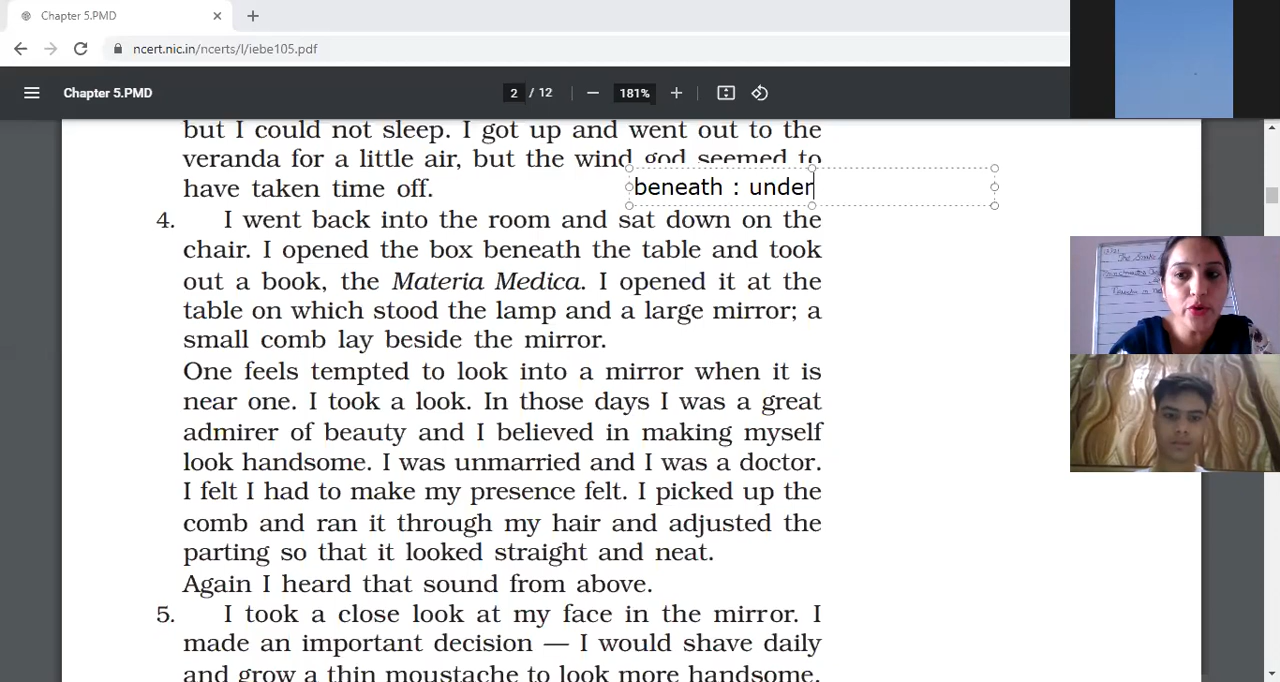 Chapter 5.PMD
ncert.nic.in/ncerts/l/iebe105.pdf
Chapter 5.PMD
2 / 12
181%
but I could not sleep. I got up and went out to the
veranda for a little air, but the wind god seemed to
have taken time off.
beneath : under
4. I went back into the room and sat down on the
chair. I opened the box beneath the table and took
out a book, the Materia Medica. I opened it at the
table on which stood the lamp and a large mirror; a
small comb lay beside the mirror.
One feels tempted to look into a mirror when it is
near one. I took a look. In those days I was a great
admirer of beauty and I believed in making myself
look handsome. I was unmarried and I was a doctor.
I felt I had to make my presence felt. I picked up the
comb and ran it through my hair and adjusted the
parting so that it looked straight and neat.
Again I heard that sound from above.
5. I took a close look at my face in the mirror. I
made an important decision — I would shave daily
and grow a thin moustache to look more handsome.
The Snake